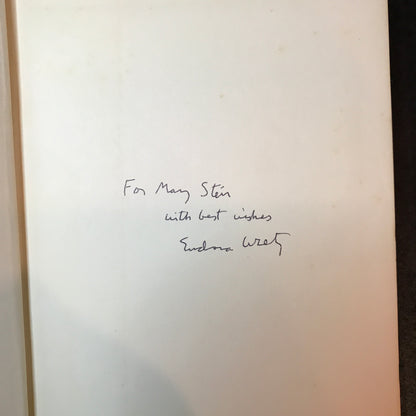 For Mary Stein
with best wishes
Eudora Welty